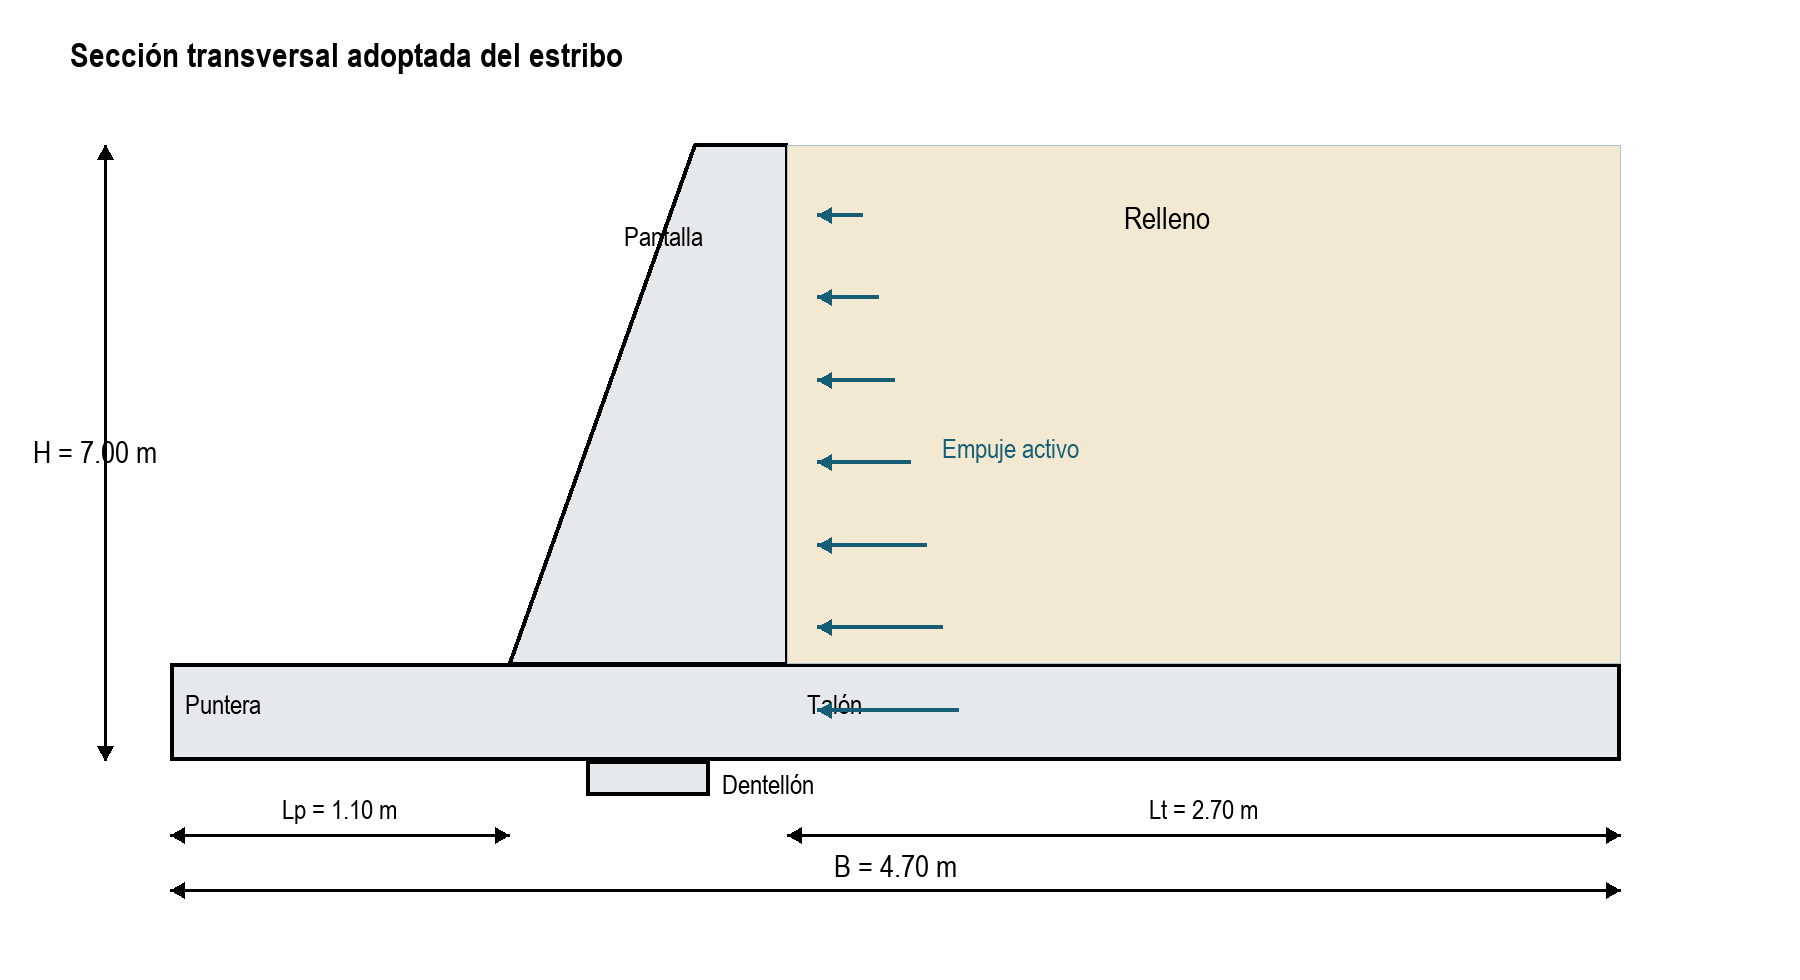 Sección transversal adoptada del estribo
Pantalla
Relleno
Empuje activo
H = 7.00 m
Puntera
Talón
Dentellón
Lp = 1.10 m
Lt = 2.70 m
B = 4.70 m